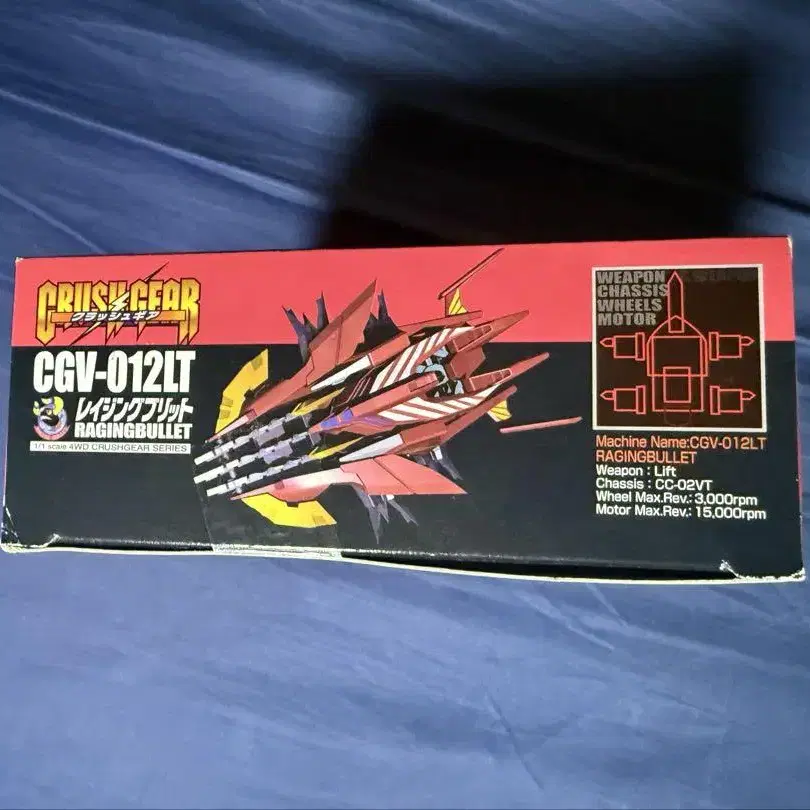 CRUSH GEAR
クラッシュギア
CGV-012LT
レイジングブリット
RAGINGBULLET
1/1 scale 4WD CRUSHGEAR SERIES
WEAPON
CHASSIS
WHEELS
MOTOR
Machine Name:CGV-012LT
RAGINGBULLET
Weapon : Lift
Chassis : CC-02VT
Wheel Max.Rev.: 3,000rpm
Motor Max.Rev.: 15,000rpm